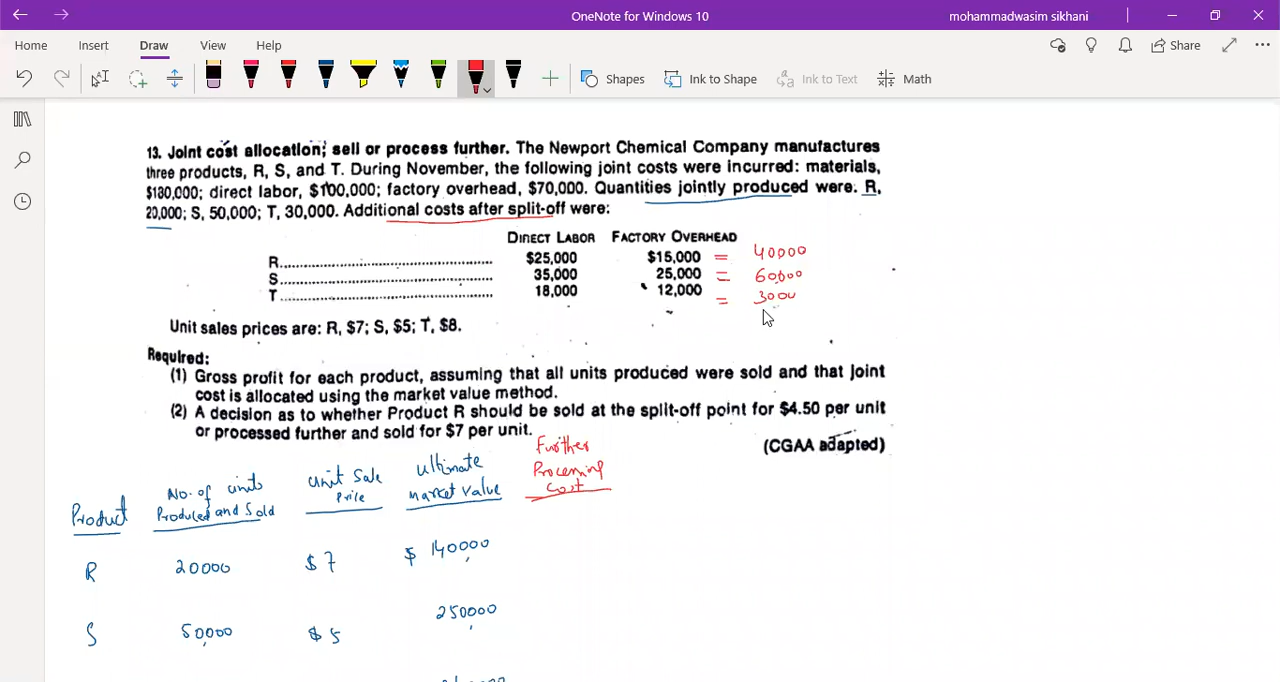 OneNote for Windows 10
mohammadwasim sikhani
Home Insert Draw View Help
Share
Shapes Ink to Shape Ink to Text Math
13. Joint cost allocation; sell or process further. The Newport Chemical Company manufactures
three products, R, S, and T. During November, the following joint costs were incurred: materials,
$180,000; direct labor, $100,000; factory overhead, $70,000. Quantities jointly produced were: R,
20,000; S, 50,000; T, 30,000. Additional costs after split-off were:
DIRECT LABOR FACTORY OVERHEAD
R.................................................. $25,000 $15,000 = 40000
S.................................................. 35,000 25,000 = 60,000
T.................................................. 18,000 12,000 = 3000
Unit sales prices are: R, $7; S, $5; T, $8.
Required:
(1) Gross profit for each product, assuming that all units produced were sold and that joint
cost is allocated using the market value method.
(2) A decision as to whether Product R should be sold at the split-off point for $4.50 per unit
or processed further and sold for $7 per unit.
(CGAA adapted)
Product No. of units Produced and Sold Unit Sale Price Ultimate market value Further Processing Cost
R 20000 $7 $ 140000
S 50,000 $5 250000